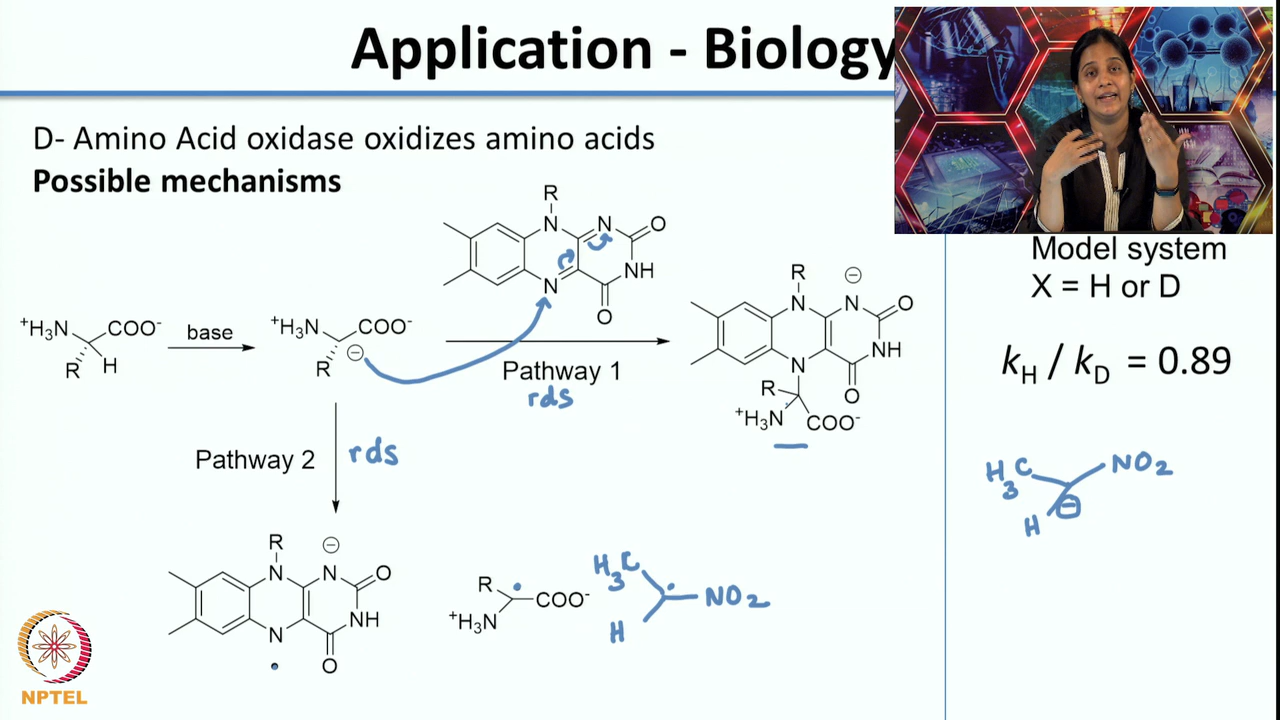 Application - Biology
D- Amino Acid oxidase oxidizes amino acids
Possible mechanisms
R
N
N
O
NH
N
O
⁺H₃N
COO⁻
R
H
base
⁺H₃N
COO⁻
R
⊖
Pathway 1
rds
R
⊖
N
N
O
NH
N
O
R
⁺H₃N
COO⁻
Pathway 2
rds
R
⊖
N
N
O
NH
N
O
R
COO⁻
⁺H₃N
H₃C
NO₂
H
Model system
X = H or D
kH / kD = 0.89
H₃C
NO₂
H
⊖
NPTEL